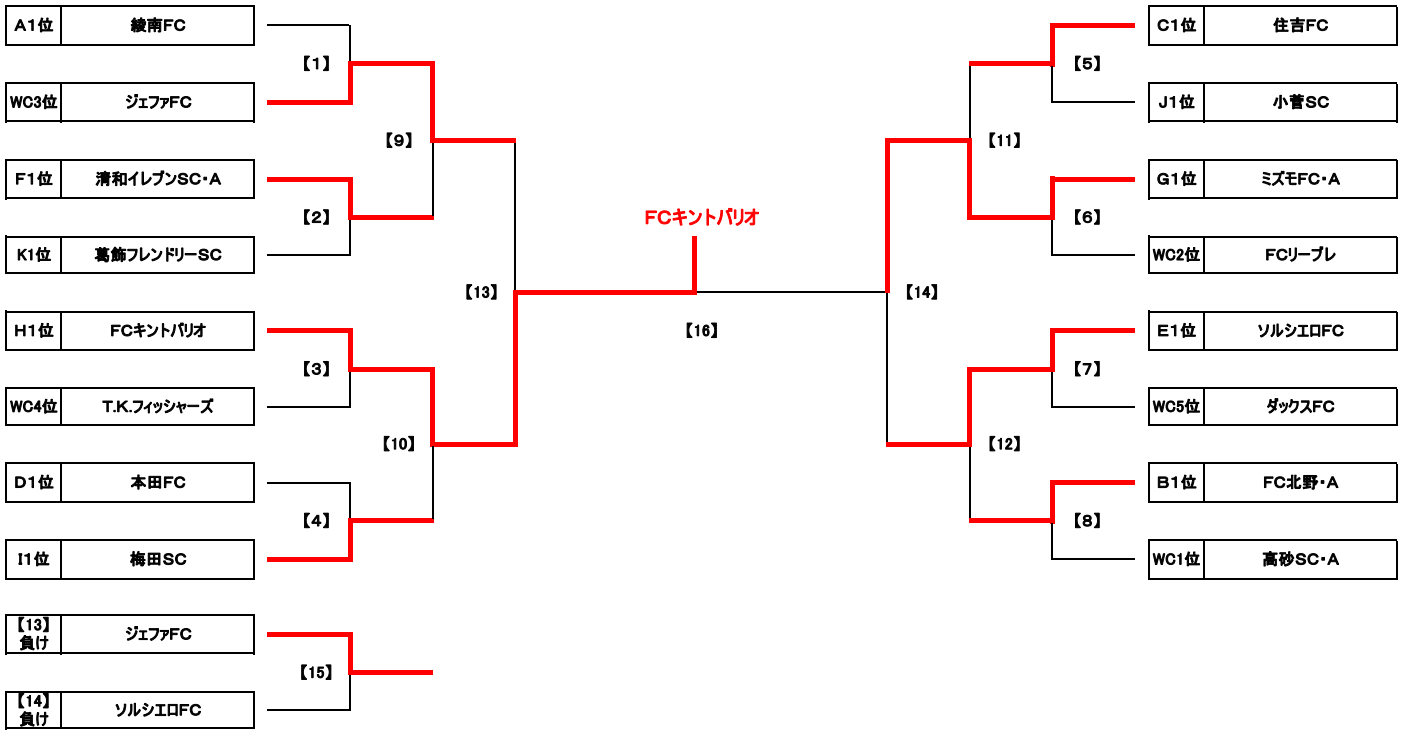 A1位 綾南FC
【1】
WC3位 ジェファFC
【9】
F1位 清和イレブンSC・A
【2】
K1位 葛飾フレンドリーSC
【13】
H1位 FCキントバリオ
【3】
WC4位 T.K.フィッシャーズ
【10】
D1位 本田FC
【4】
I1位 梅田SC
【13】
負け
ジェファFC
【15】
【14】
負け
ソルシエロFC
FCキントバリオ
【16】
C1位 住吉FC
【5】
J1位 小菅SC
【11】
G1位 ミズモFC・A
【6】
WC2位 FCリーブレ
【14】
E1位 ソルシエロFC
【7】
WC5位 ダックスFC
【12】
B1位 FC北野・A
【8】
WC1位 高砂SC・A